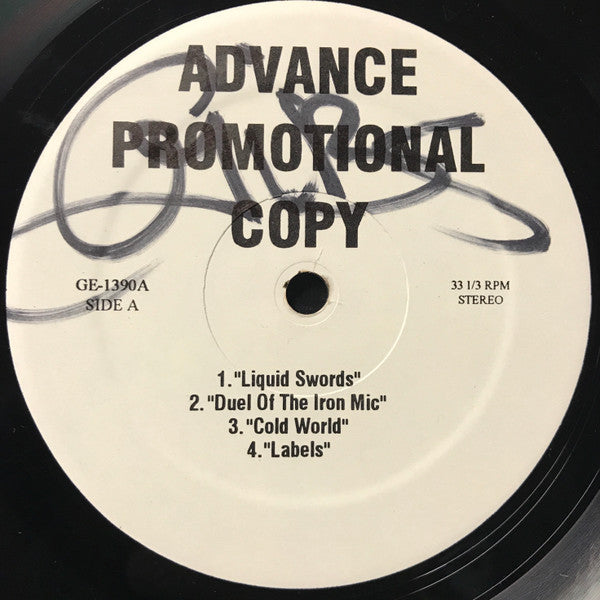 ADVANCE
PROMOTIONAL
COPY
GE-1390A
SIDE A
33 1/3 RPM
STEREO
1."Liquid Swords"
2."Duel Of The Iron Mic"
3."Cold World"
4."Labels"